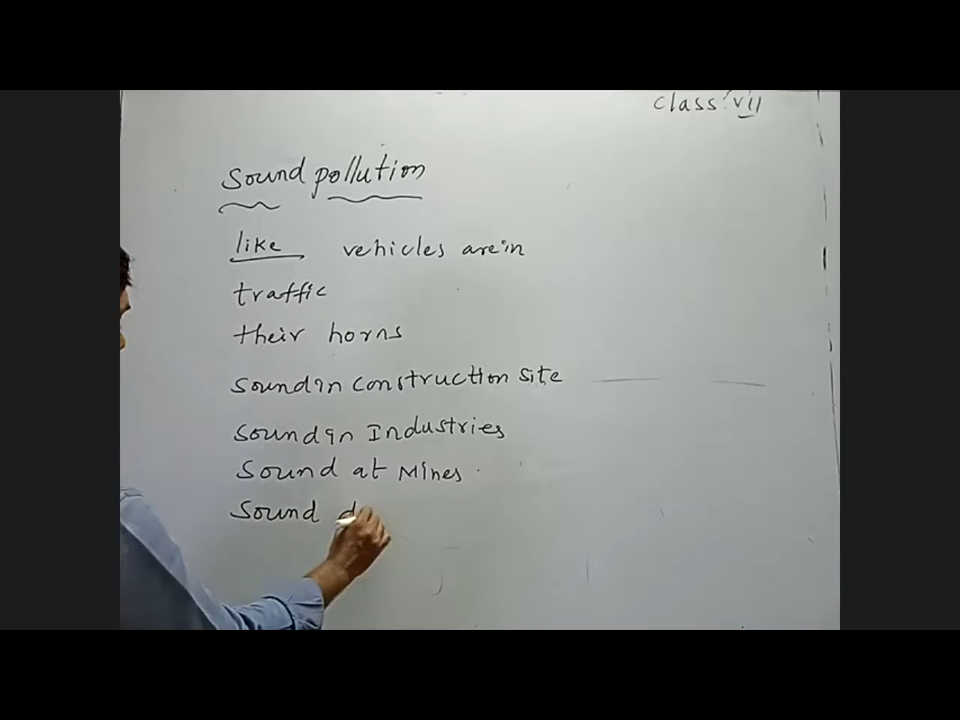 class: VII
Sound pollution
like vehicles are in
traffic
their horns
Sound in construction site
Sound in Industries
Sound at Mines.
Sound